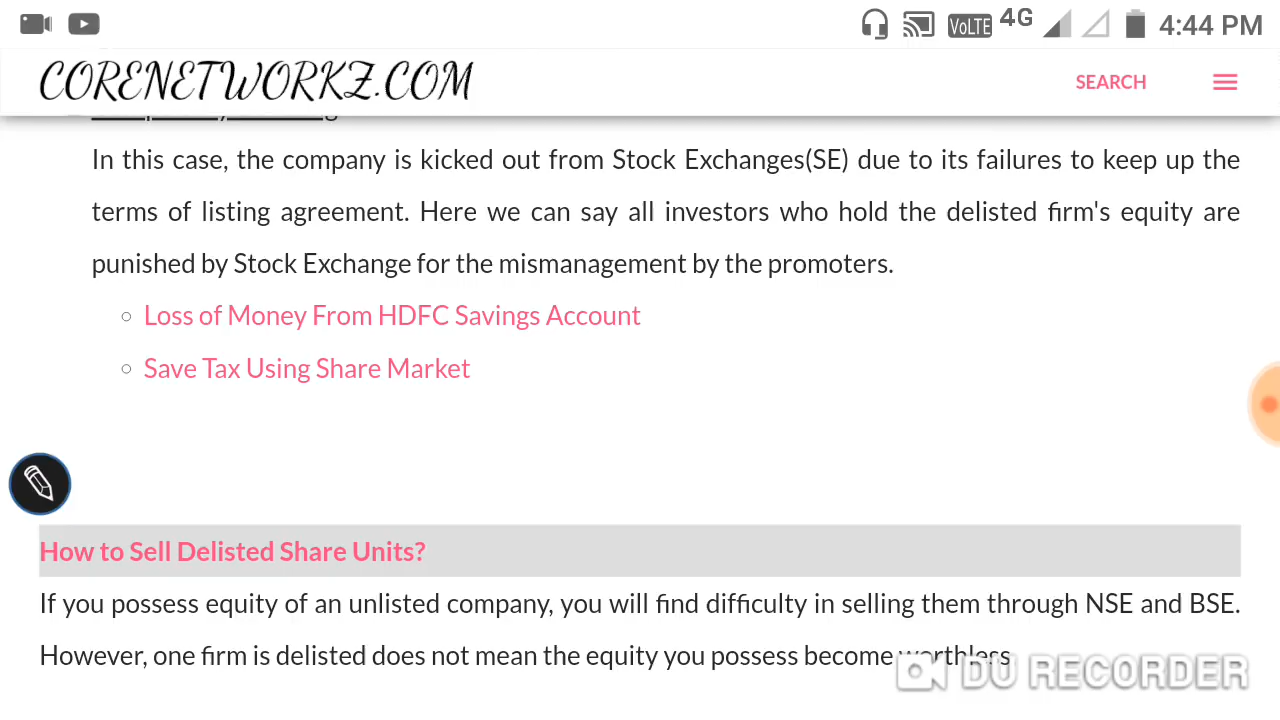 VoLTE 4G 4:44 PM
CORENETWORKZ.COM
SEARCH
In this case, the company is kicked out from Stock Exchanges(SE) due to its failures to keep up the
terms of listing agreement. Here we can say all investors who hold the delisted firm's equity are
punished by Stock Exchange for the mismanagement by the promoters.
Loss of Money From HDFC Savings Account
Save Tax Using Share Market
How to Sell Delisted Share Units?
If you possess equity of an unlisted company, you will find difficulty in selling them through NSE and BSE.
However, one firm is delisted does not mean the equity you possess become worthless
DU RECORDER